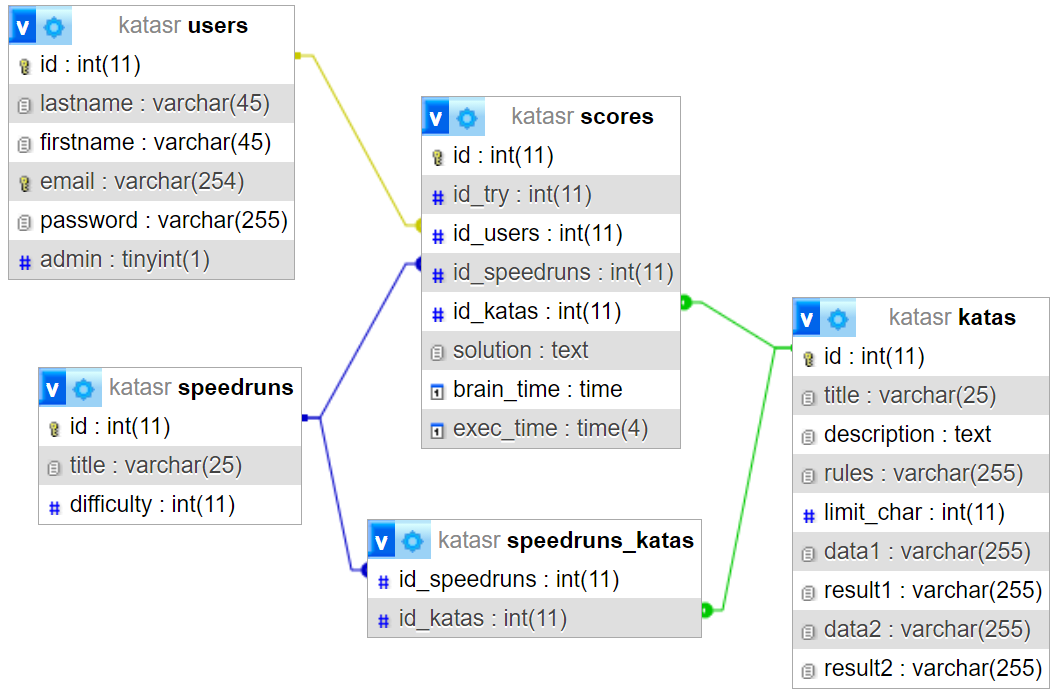 v katasr users
id : int(11)
lastname : varchar(45)
firstname : varchar(45)
email : varchar(254)
password : varchar(255)
# admin : tinyint(1)
v katasr scores
id : int(11)
# id_try : int(11)
# id_users : int(11)
# id_speedruns : int(11)
# id_katas : int(11)
solution : text
1 brain_time : time
1 exec_time : time(4)
v katasr speedruns
id : int(11)
title : varchar(25)
# difficulty : int(11)
v katasr speedruns_katas
# id_speedruns : int(11)
# id_katas : int(11)
v katasr katas
id : int(11)
title : varchar(25)
description : text
rules : varchar(255)
# limit_char : int(11)
data1 : varchar(255)
result1 : varchar(255)
data2 : varchar(255)
result2 : varchar(255)